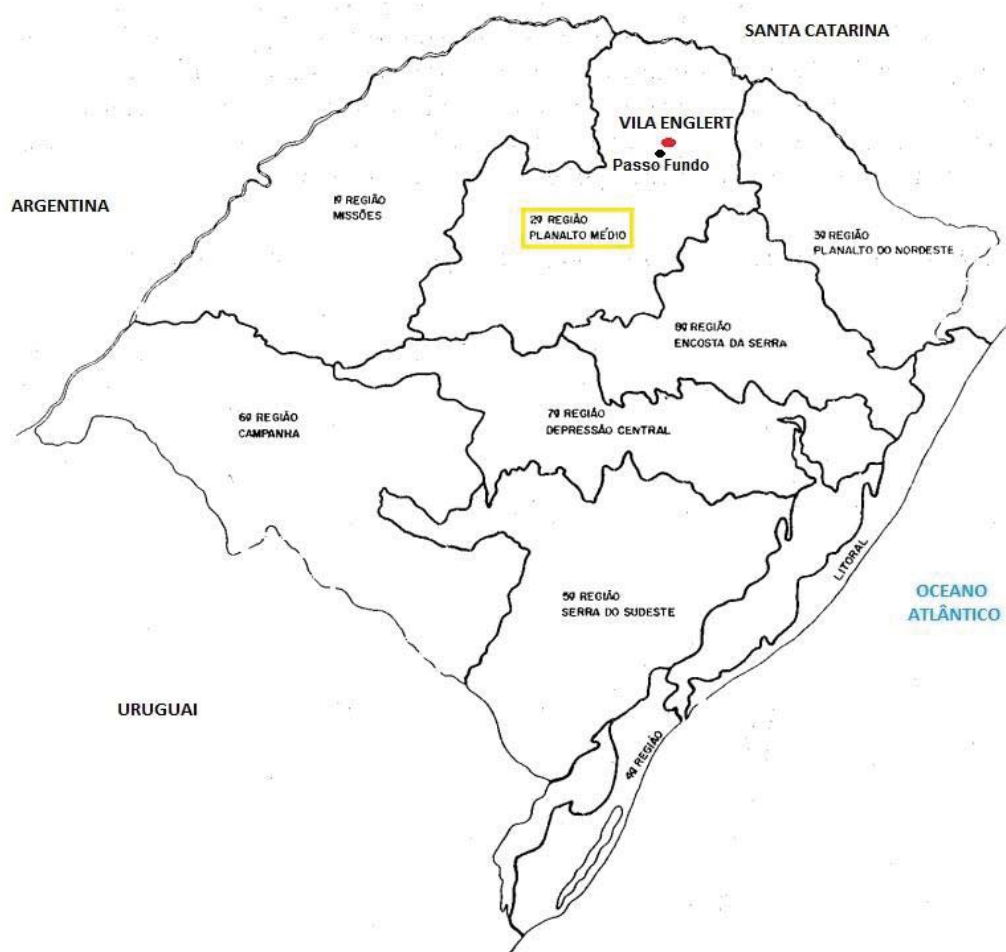 SANTA CATARINA
VILA ENGLERT
Passo Fundo
ARGENTINA
1ª REGIÃO
MISSÕES
2ª REGIÃO
PLANALTO MÉDIO
3ª REGIÃO
PLANALTO DO NORDESTE
8ª REGIÃO
ENCOSTA DA SERRA
6ª REGIÃO
CAMPANHA
7ª REGIÃO
DEPRESSÃO CENTRAL
LITORAL
5ª REGIÃO
SERRA DO SUDESTE
OCEANO
ATLÂNTICO
URUGUAI
4ª REGIÃO